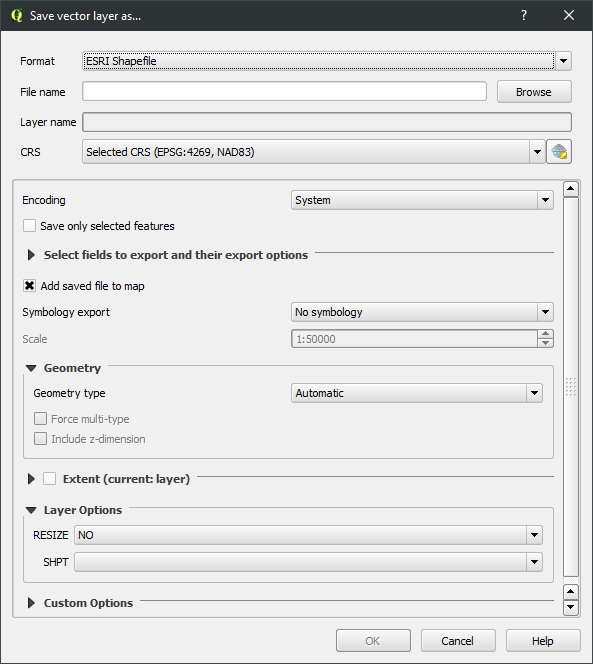 Save vector layer as...
Format ESRI Shapefile
File name Browse
Layer name
CRS Selected CRS (EPSG:4269, NAD83)
Encoding System
Save only selected features
Select fields to export and their export options
Add saved file to map
Symbology export No symbology
Scale 1:50000
Geometry
Geometry type Automatic
Force multi-type
Include z-dimension
Extent (current: layer)
Layer Options
RESIZE NO
SHPT
Custom Options
OK Cancel Help